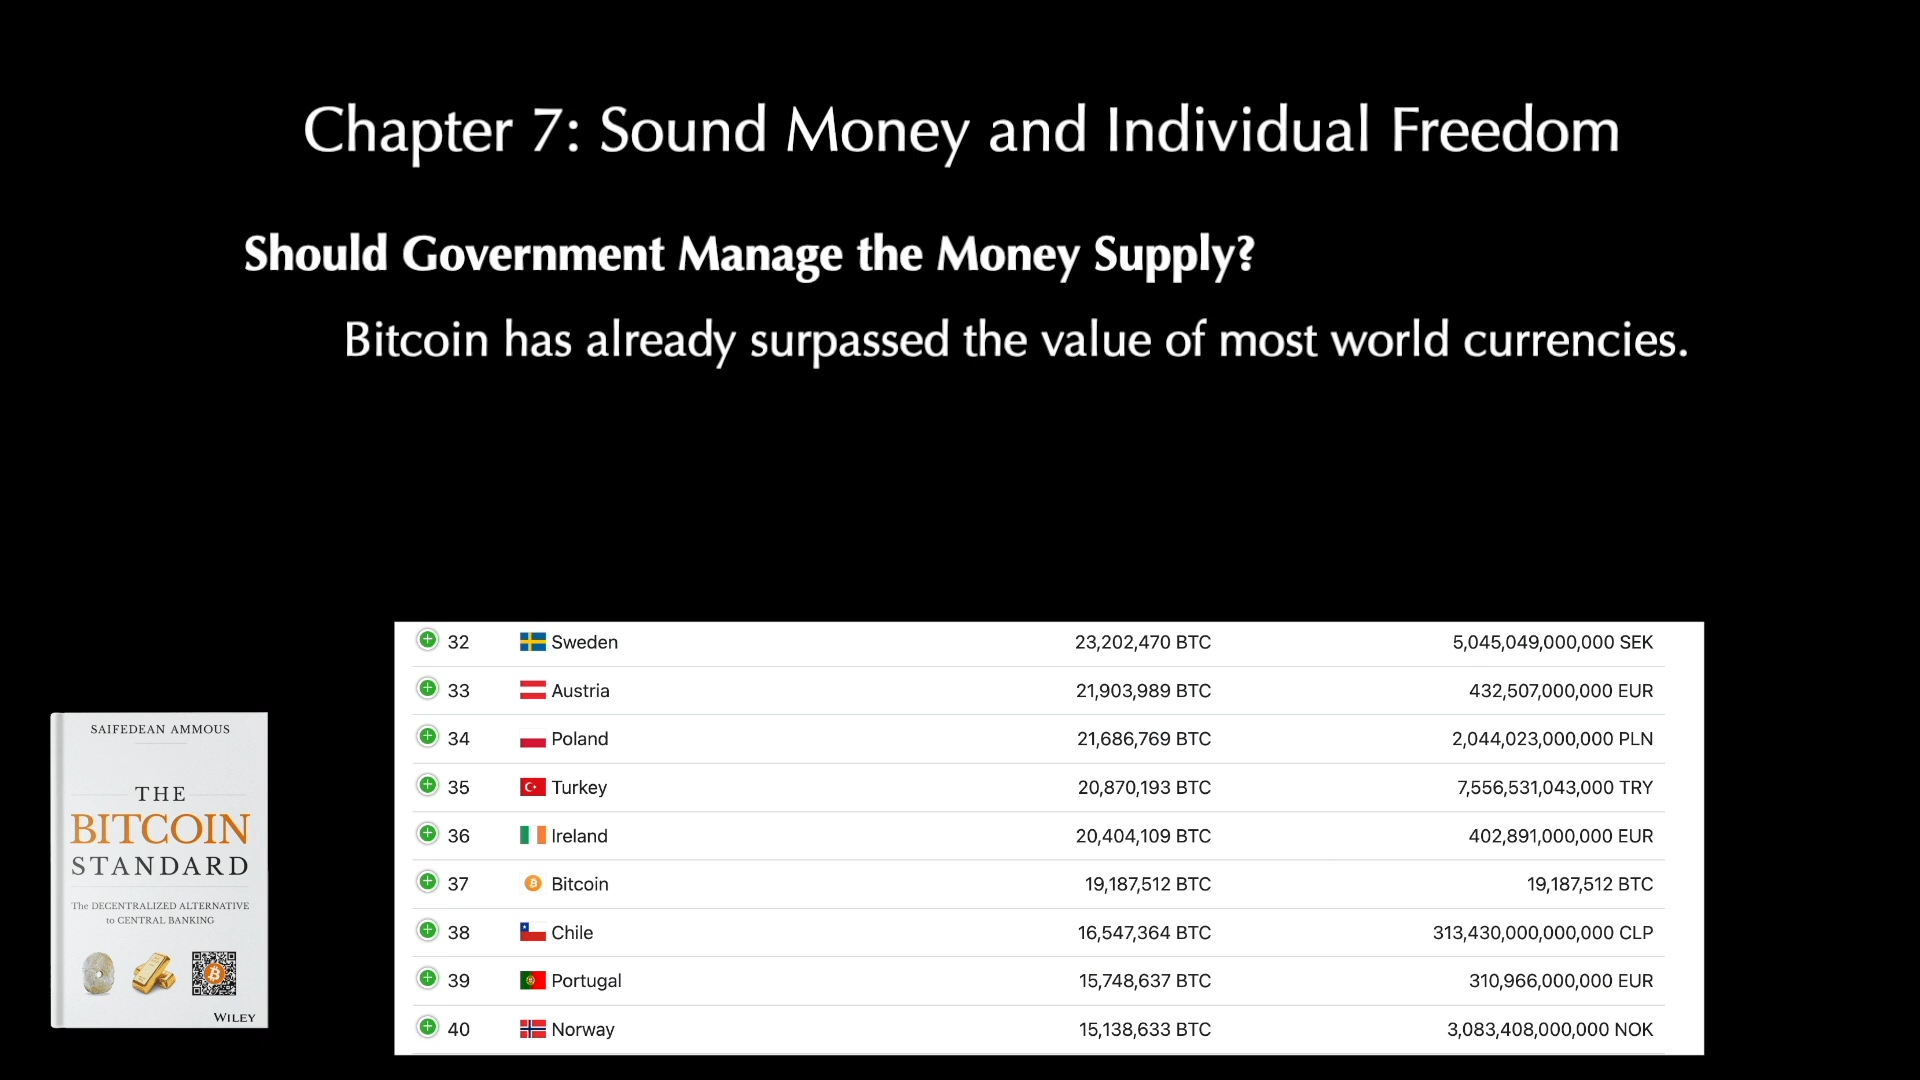 Chapter 7: Sound Money and Individual Freedom
Should Government Manage the Money Supply?
Bitcoin has already surpassed the value of most world currencies.
32 Sweden 23,202,470 BTC 5,045,049,000,000 SEK
33 Austria 21,903,989 BTC 432,507,000,000 EUR
34 Poland 21,686,769 BTC 2,044,023,000,000 PLN
35 Turkey 20,870,193 BTC 7,556,531,043,000 TRY
36 Ireland 20,404,109 BTC 402,891,000,000 EUR
37 Bitcoin 19,187,512 BTC 19,187,512 BTC
38 Chile 16,547,364 BTC 313,430,000,000,000 CLP
39 Portugal 15,748,637 BTC 310,966,000,000 EUR
40 Norway 15,138,633 BTC 3,083,408,000,000 NOK
SAIFEDEAN AMMOUS
THE
BITCOIN
STANDARD
The DECENTRALIZED ALTERNATIVE
to CENTRAL BANKING
WILEY